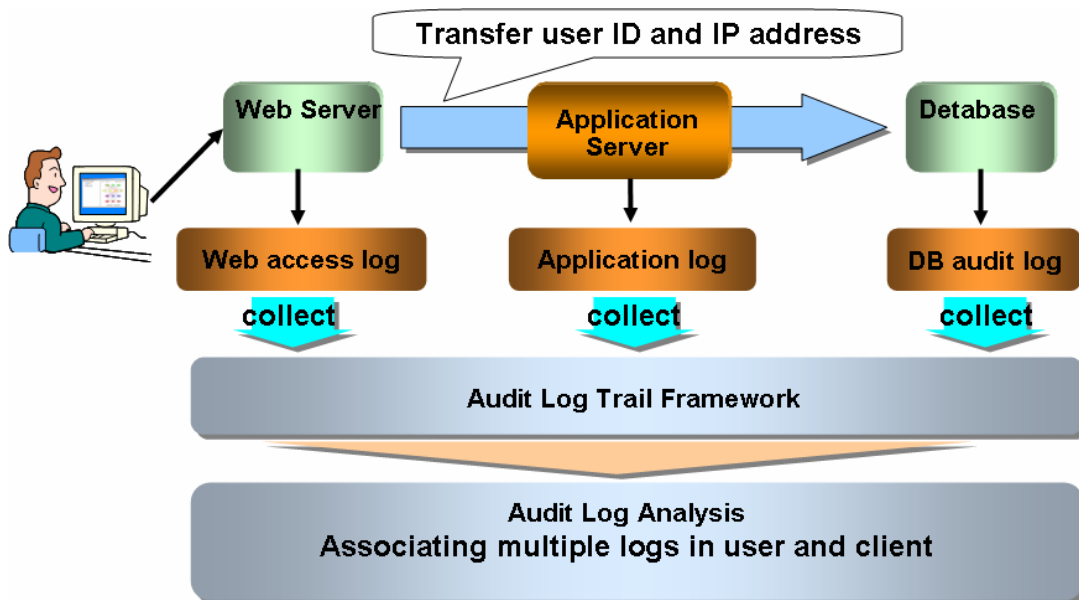 Transfer user ID and IP address
Web Server
Application
Server
Detabase
Web access log
Application log
DB audit log
collect
collect
collect
Audit Log Trail Framework
Audit Log Analysis
Associating multiple logs in user and client